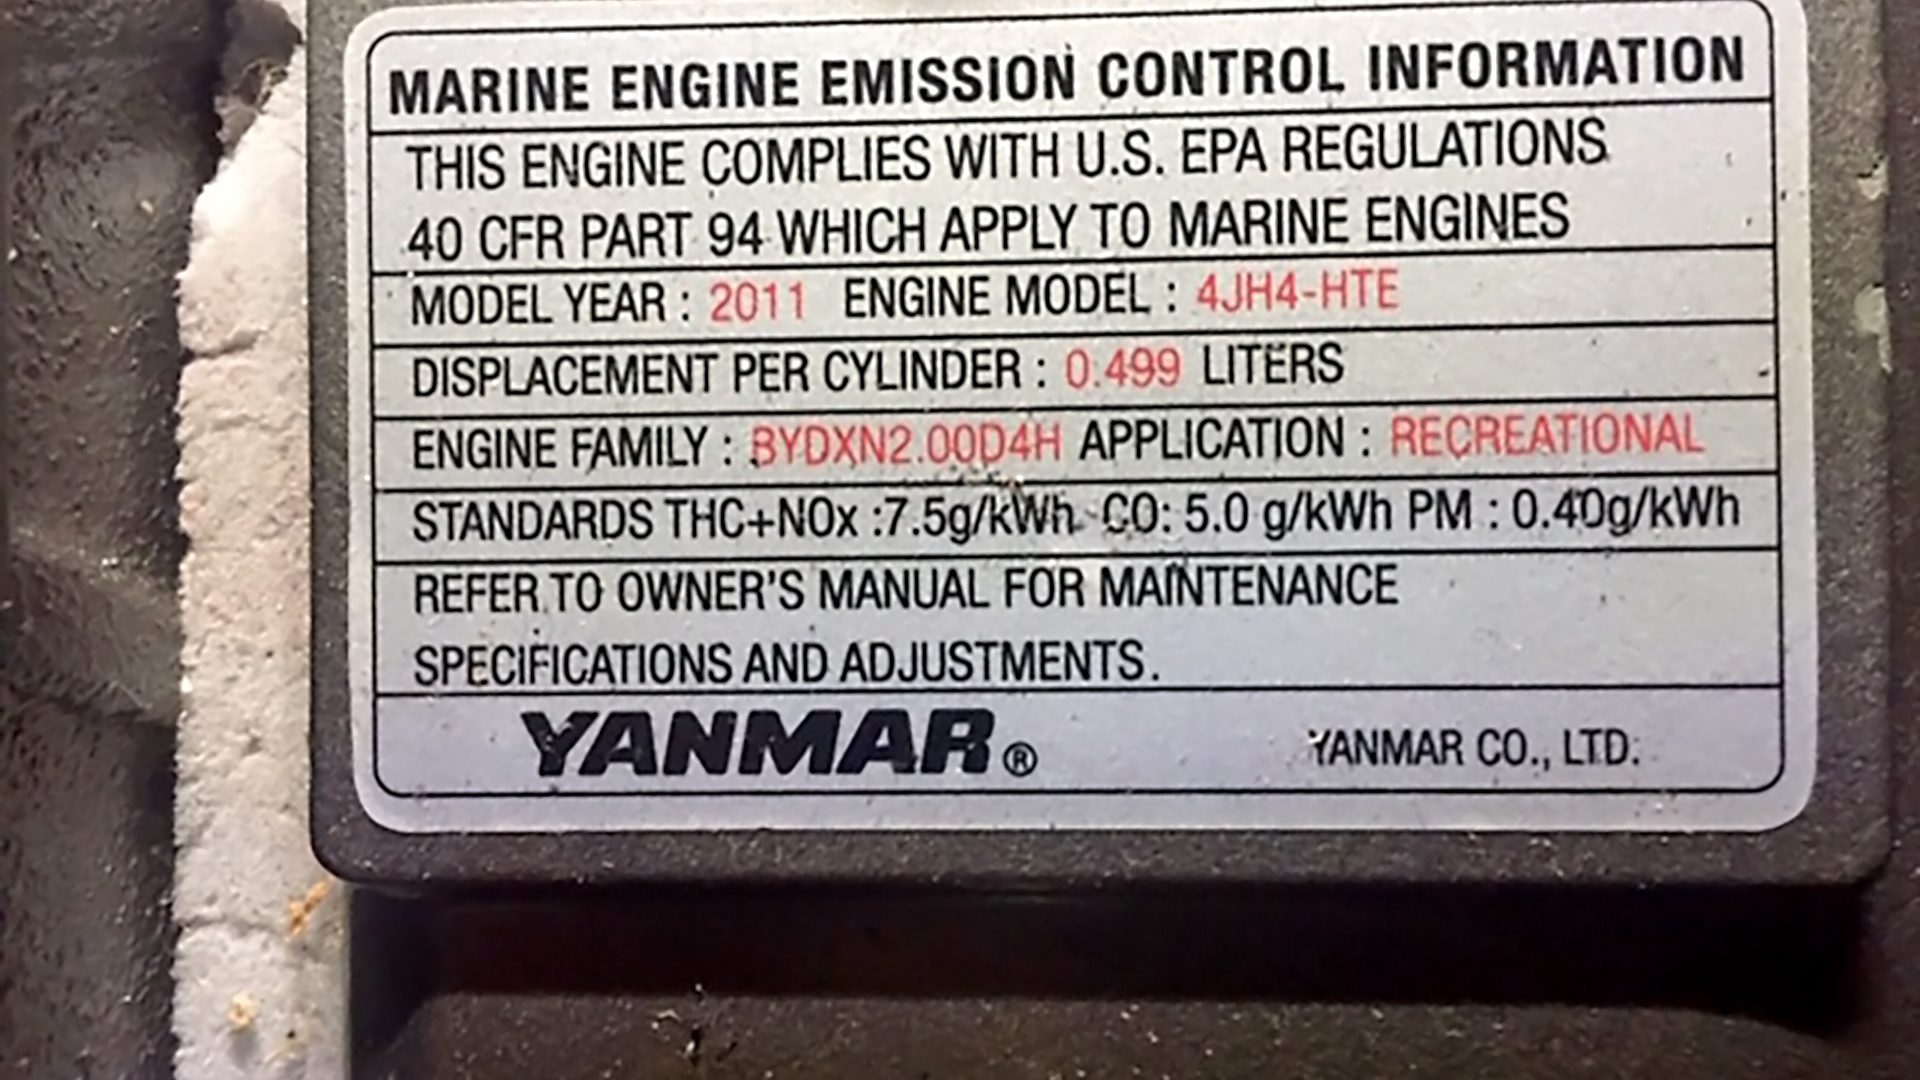 MARINE ENGINE EMISSION CONTROL INFORMATION
THIS ENGINE COMPLIES WITH U.S. EPA REGULATIONS
40 CFR PART 94 WHICH APPLY TO MARINE ENGINES
MODEL YEAR : 2011 ENGINE MODEL : 4JH4-HTE
DISPLACEMENT PER CYLINDER : 0.499 LITERS
ENGINE FAMILY : BYDXN2.00D4H APPLICATION : RECREATIONAL
STANDARDS THC+NOx :7.5g/kWh CO: 5.0 g/kWh PM : 0.40g/kWh
REFER TO OWNER'S MANUAL FOR MAINTENANCE
SPECIFICATIONS AND ADJUSTMENTS.
YANMAR® YANMAR CO., LTD.